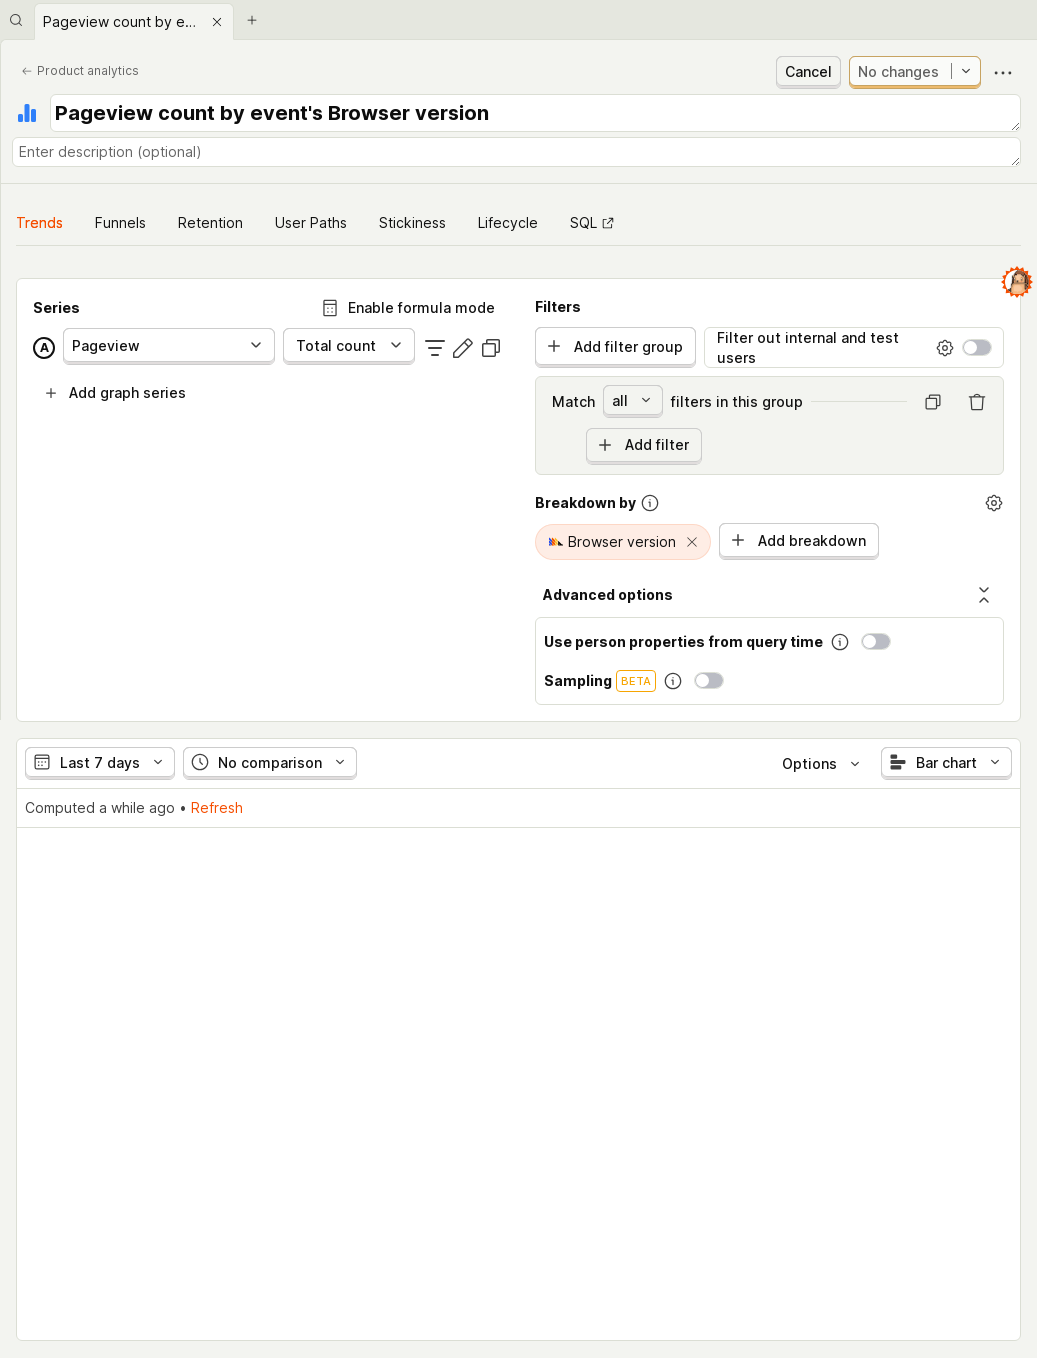 Pageview count by e...
Product analytics
Cancel
No changes
Pageview count by event's Browser version
Enter description (optional)
Trends
Funnels
Retention
User Paths
Stickiness
Lifecycle
SQL
Series
Enable formula mode
A
Pageview
Total count
Add graph series
Filters
Add filter group
Filter out internal and test
users
Match
all
filters in this group
Add filter
Breakdown by
Browser version
Add breakdown
Advanced options
Use person properties from query time
Sampling
BETA
Last 7 days
No comparison
Options
Bar chart
Computed a while ago • Refresh